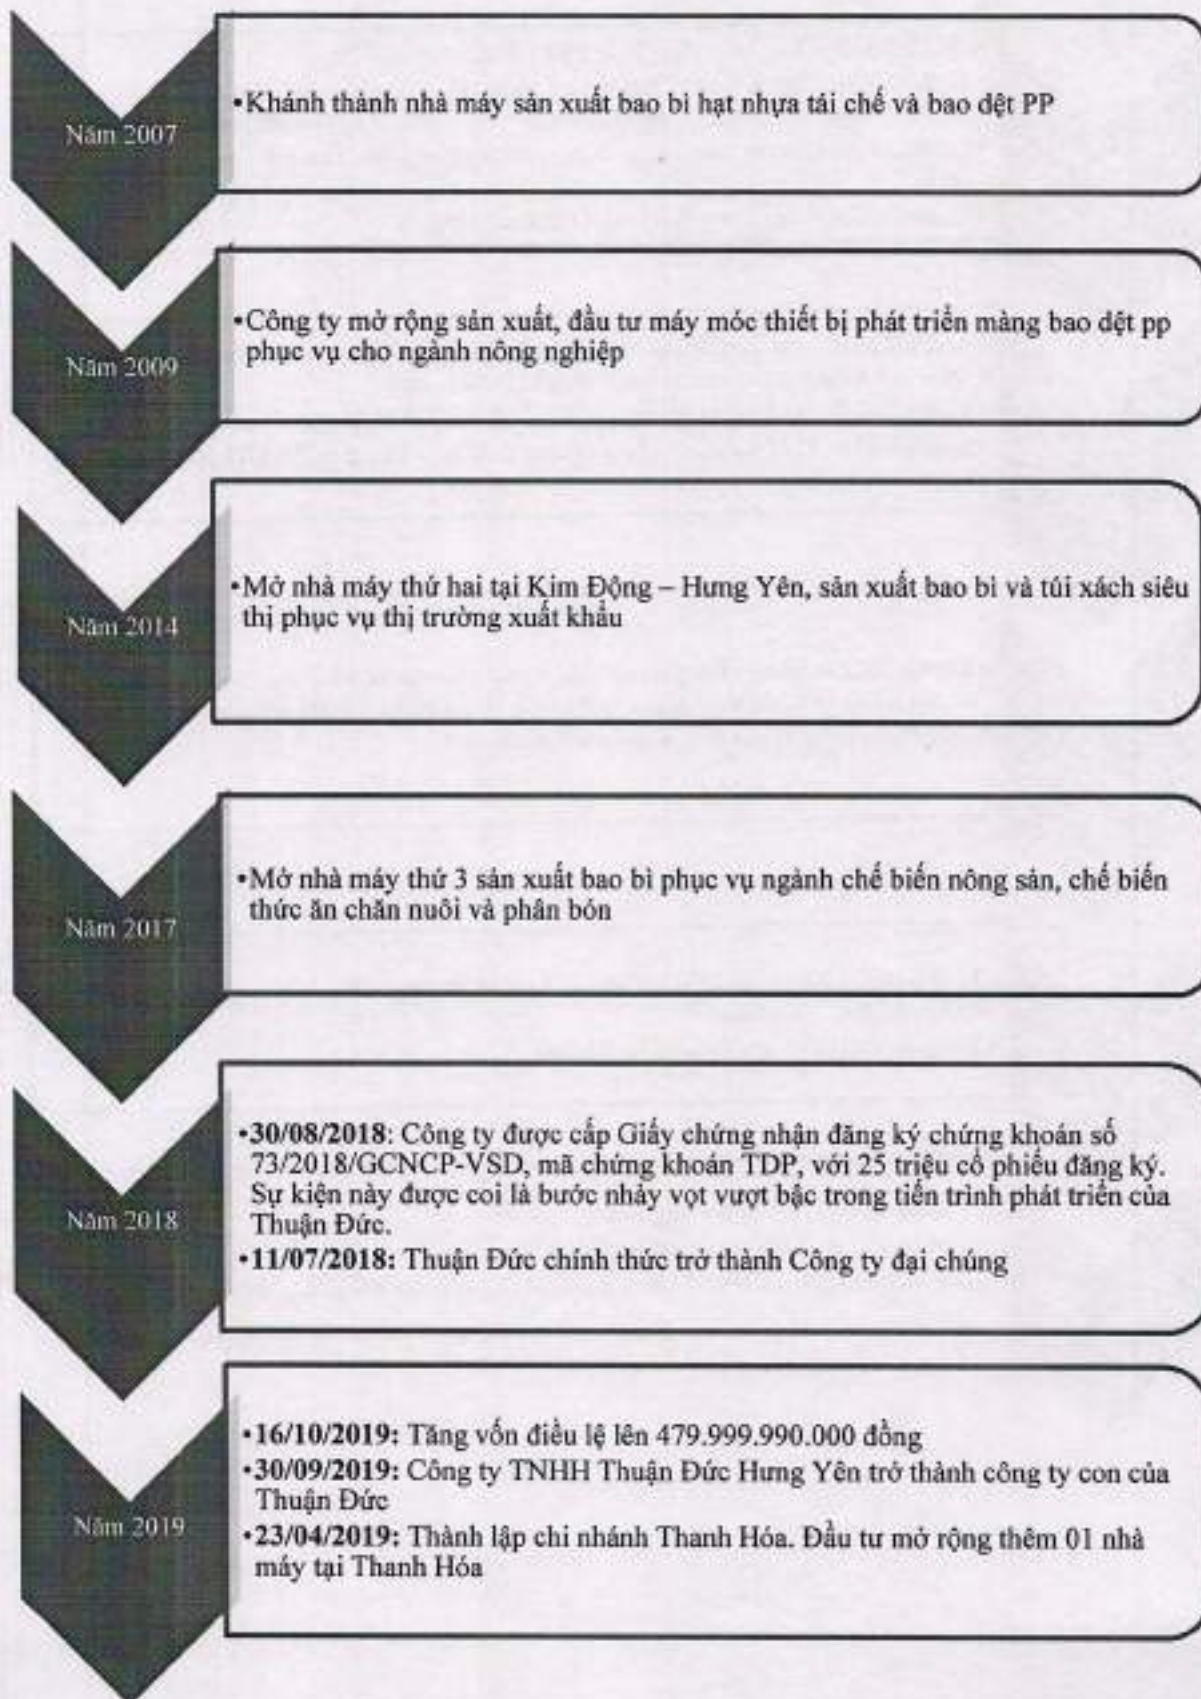 Năm 2007
•Khánh thành nhà máy sản xuất bao bì hạt nhựa tái chế và bao dệt PP
Năm 2009
•Công ty mở rộng sản xuất, đầu tư máy móc thiết bị phát triển màng bao dệt pp
phục vụ cho ngành nông nghiệp
Năm 2014
•Mở nhà máy thứ hai tại Kim Động – Hưng Yên, sản xuất bao bì và túi xách siêu
thị phục vụ thị trường xuất khẩu
Năm 2017
•Mở nhà máy thứ 3 sản xuất bao bì phục vụ ngành chế biến nông sản, chế biến
thức ăn chăn nuôi và phân bón
Năm 2018
•30/08/2018: Công ty được cấp Giấy chứng nhận đăng ký chứng khoán số
73/2018/GCNCP-VSD, mã chứng khoán TDP, với 25 triệu cổ phiếu đăng ký.
Sự kiện này được coi là bước nhảy vọt vượt bậc trong tiến trình phát triển của
Thuận Đức.
•11/07/2018: Thuận Đức chính thức trở thành Công ty đại chúng
Năm 2019
•16/10/2019: Tăng vốn điều lệ lên 479.999.990.000 đồng
•30/09/2019: Công ty TNHH Thuận Đức Hưng Yên trở thành công ty con của
Thuận Đức
•23/04/2019: Thành lập chi nhánh Thanh Hóa. Đầu tư mở rộng thêm 01 nhà
máy tại Thanh Hóa